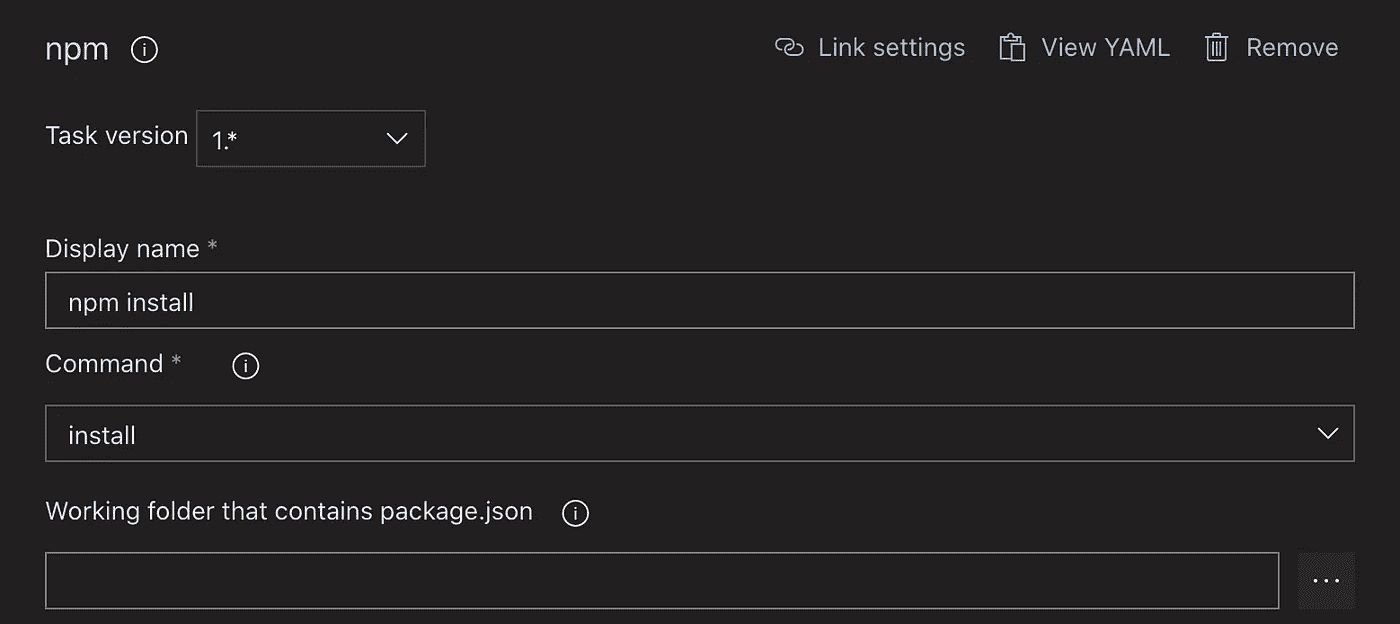 npm
Link settings View YAML Remove
Task version 1.*
Display name *
npm install
Command *
install
Working folder that contains package.json
...